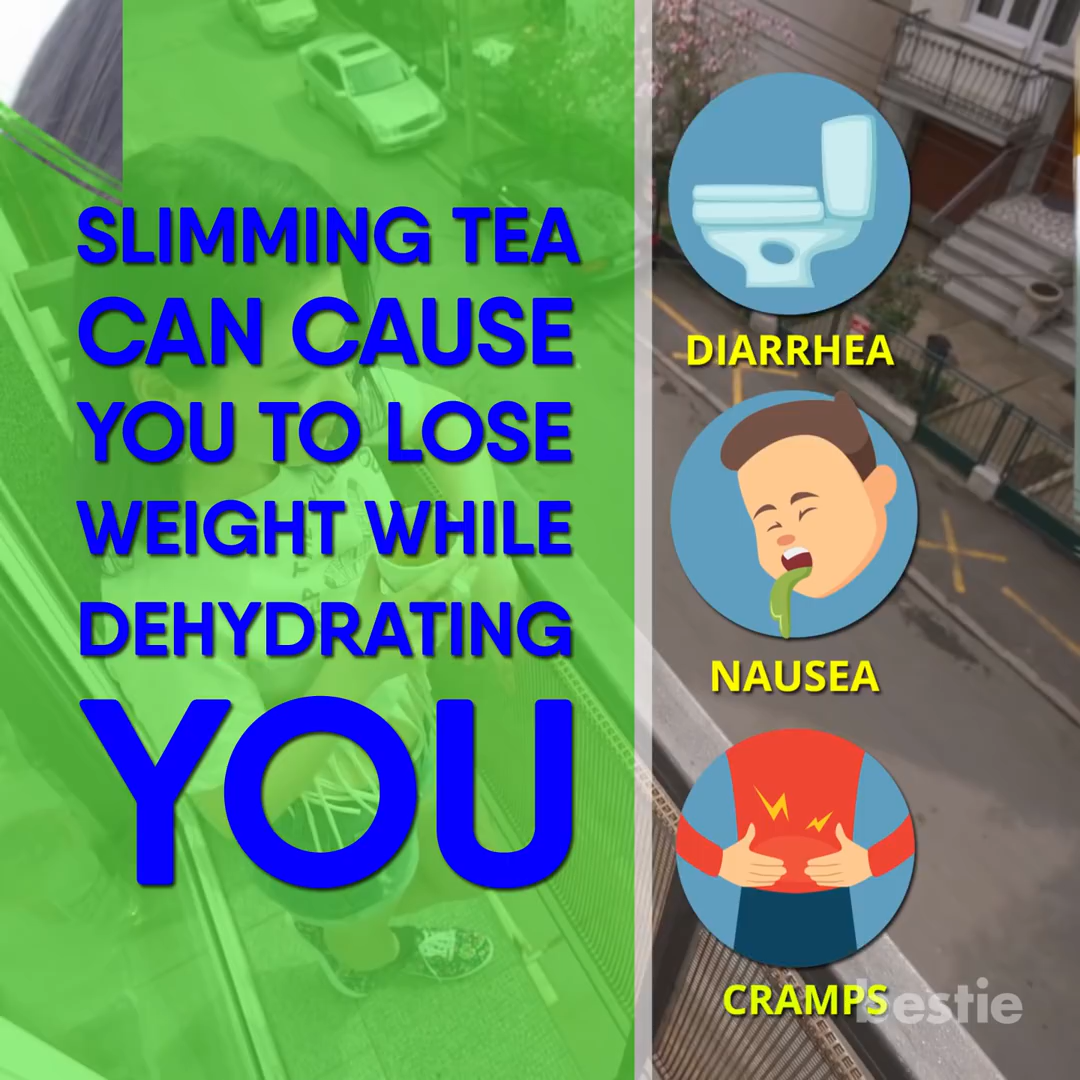 SLIMMING TEA
CAN CAUSE
YOU TO LOSE
WEIGHT WHILE
DEHYDRATING
YOU
DIARRHEA
NAUSEA
CRAMPS
bestie